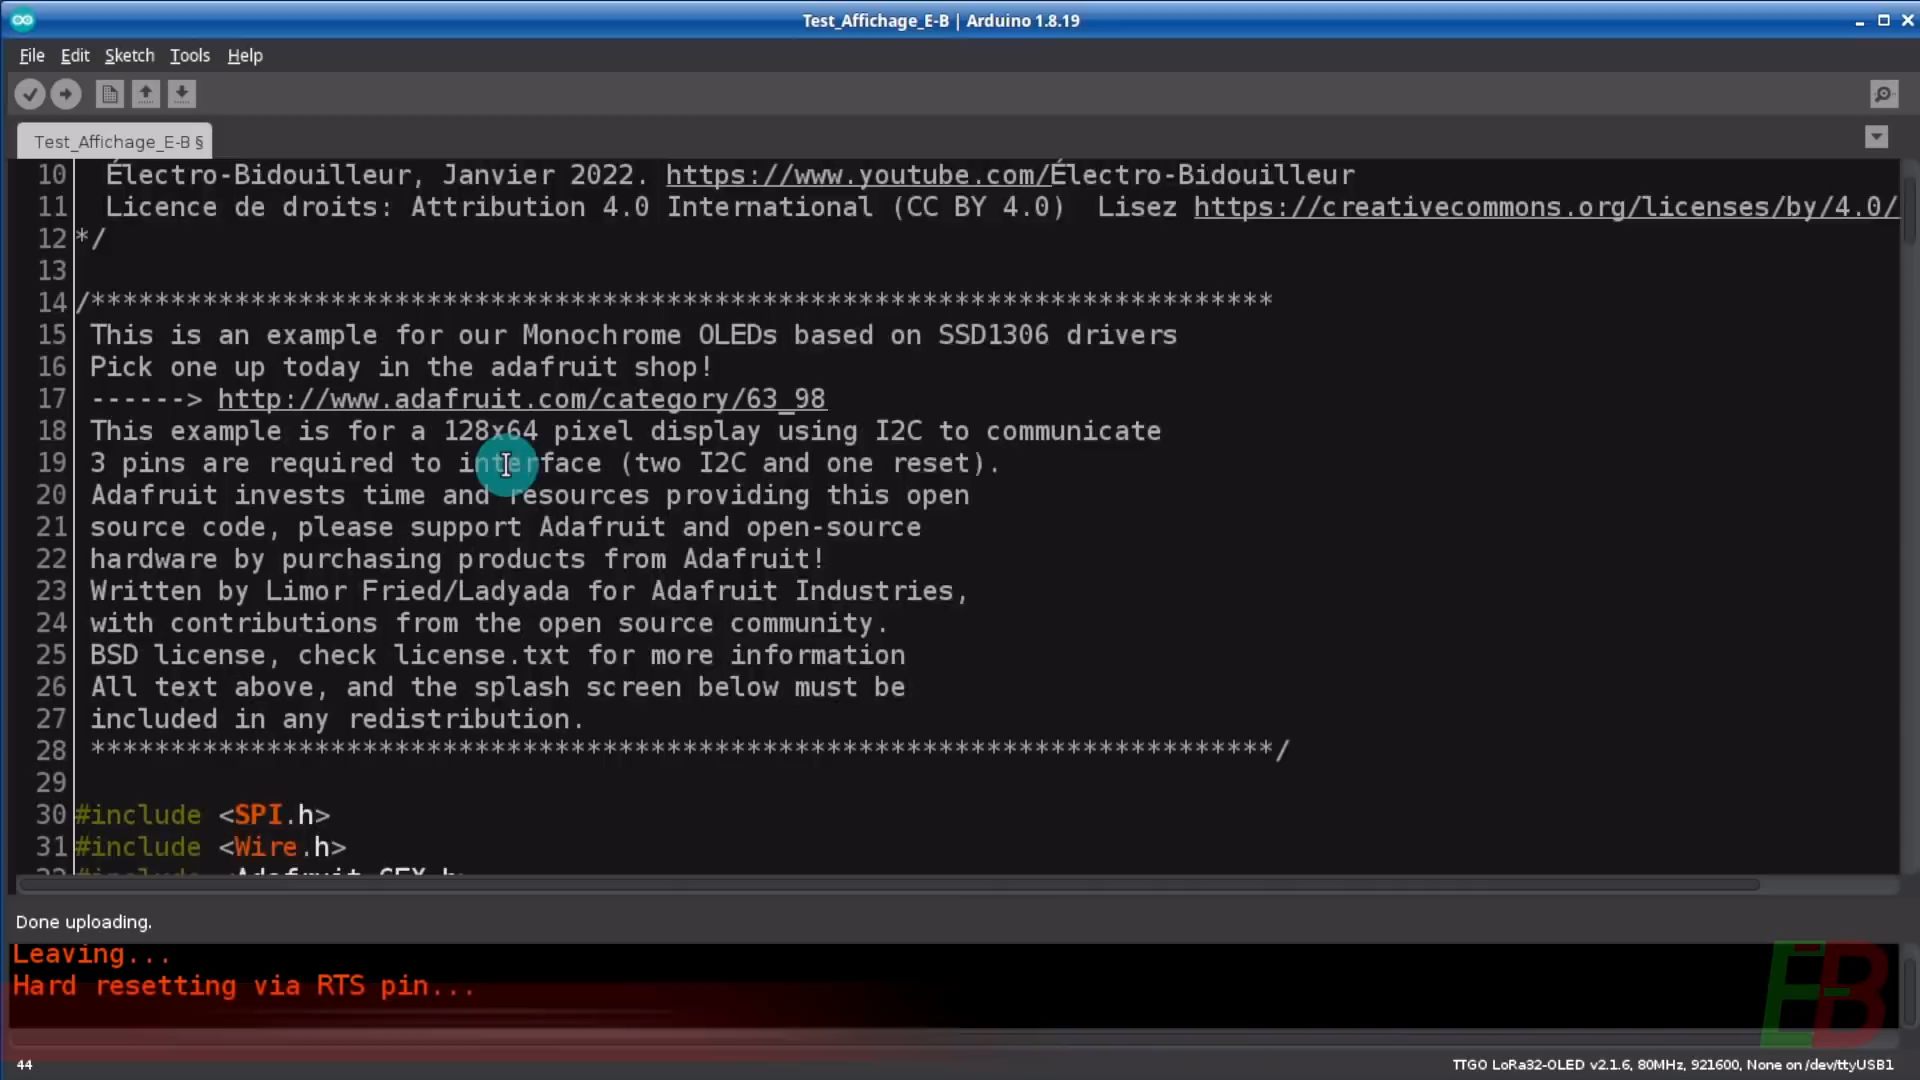 Test_Affichage_E-B | Arduino 1.8.19
File Edit Sketch Tools Help
Test_Affichage_E-B §
10 Électro-Bidouilleur, Janvier 2022. https://www.youtube.com/Électro-Bidouilleur
11 Licence de droits: Attribution 4.0 International (CC BY 4.0) Lisez https://creativecommons.org/licenses/by/4.0/
12 */
13
14 /**************************************************************************
15 This is an example for our Monochrome OLEDs based on SSD1306 drivers
16 Pick one up today in the adafruit shop!
17 ------> http://www.adafruit.com/category/63_98
18 This example is for a 128x64 pixel display using I2C to communicate
19 3 pins are required to interface (two I2C and one reset).
20 Adafruit invests time and resources providing this open
21 source code, please support Adafruit and open-source
22 hardware by purchasing products from Adafruit!
23 Written by Limor Fried/Ladyada for Adafruit Industries,
24 with contributions from the open source community.
25 BSD license, check license.txt for more information
26 All text above, and the splash screen below must be
27 included in any redistribution.
28 **************************************************************************/
29
30 #include <SPI.h>
31 #include <Wire.h>
32 #include <Adafruit_GFX.h>
Done uploading.
Leaving...
Hard resetting via RTS pin...
E-B
44 TTGO LoRa32-OLED v2.1.6, 80MHz, 921600, None on /dev/ttyUSB1